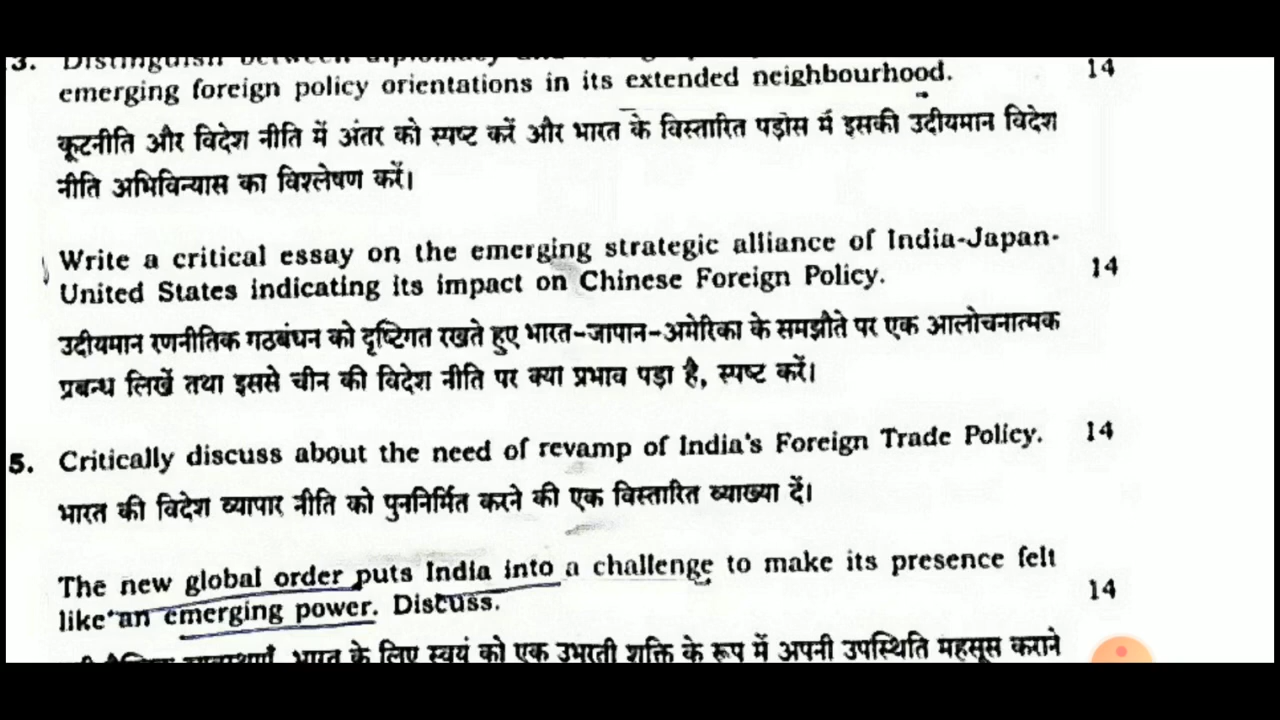 3. Distinguish between diplomacy and
emerging foreign policy orientations in its extended neighbourhood. 14
कूटनीति और विदेश नीति में अंतर को स्पष्ट करें और भारत के विस्तारित पड़ोस में इसकी उदीयमान विदेश
नीति अभिविन्यास का विश्लेषण करें।
Write a critical essay on the emerging strategic alliance of India-Japan-
United States indicating its impact on Chinese Foreign Policy. 14
उदीयमान रणनीतिक गठबंधन को दृष्टिगत रखते हुए भारत-जापान-अमेरिका के समझौते पर एक आलोचनात्मक
प्रबन्ध लिखें तथा इससे चीन की विदेश नीति पर क्या प्रभाव पड़ा है, स्पष्ट करें।
5. Critically discuss about the need of revamp of India's Foreign Trade Policy. 14
भारत की विदेश व्यापार नीति को पुननिर्मित करने की एक विस्तारित व्याख्या दें।
The new global order puts India into a challenge to make its presence felt
like an emerging power. Discuss. 14
भारत के लिए स्वयं को एक उभरती शक्ति के रूप में अपनी उपस्थिति महसूस कराने